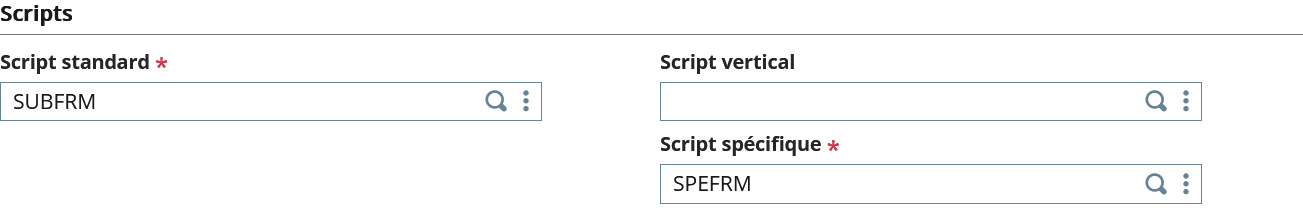 Scripts
Script standard *
SUBFRM
Script vertical
Script spécifique *
SPEFRM